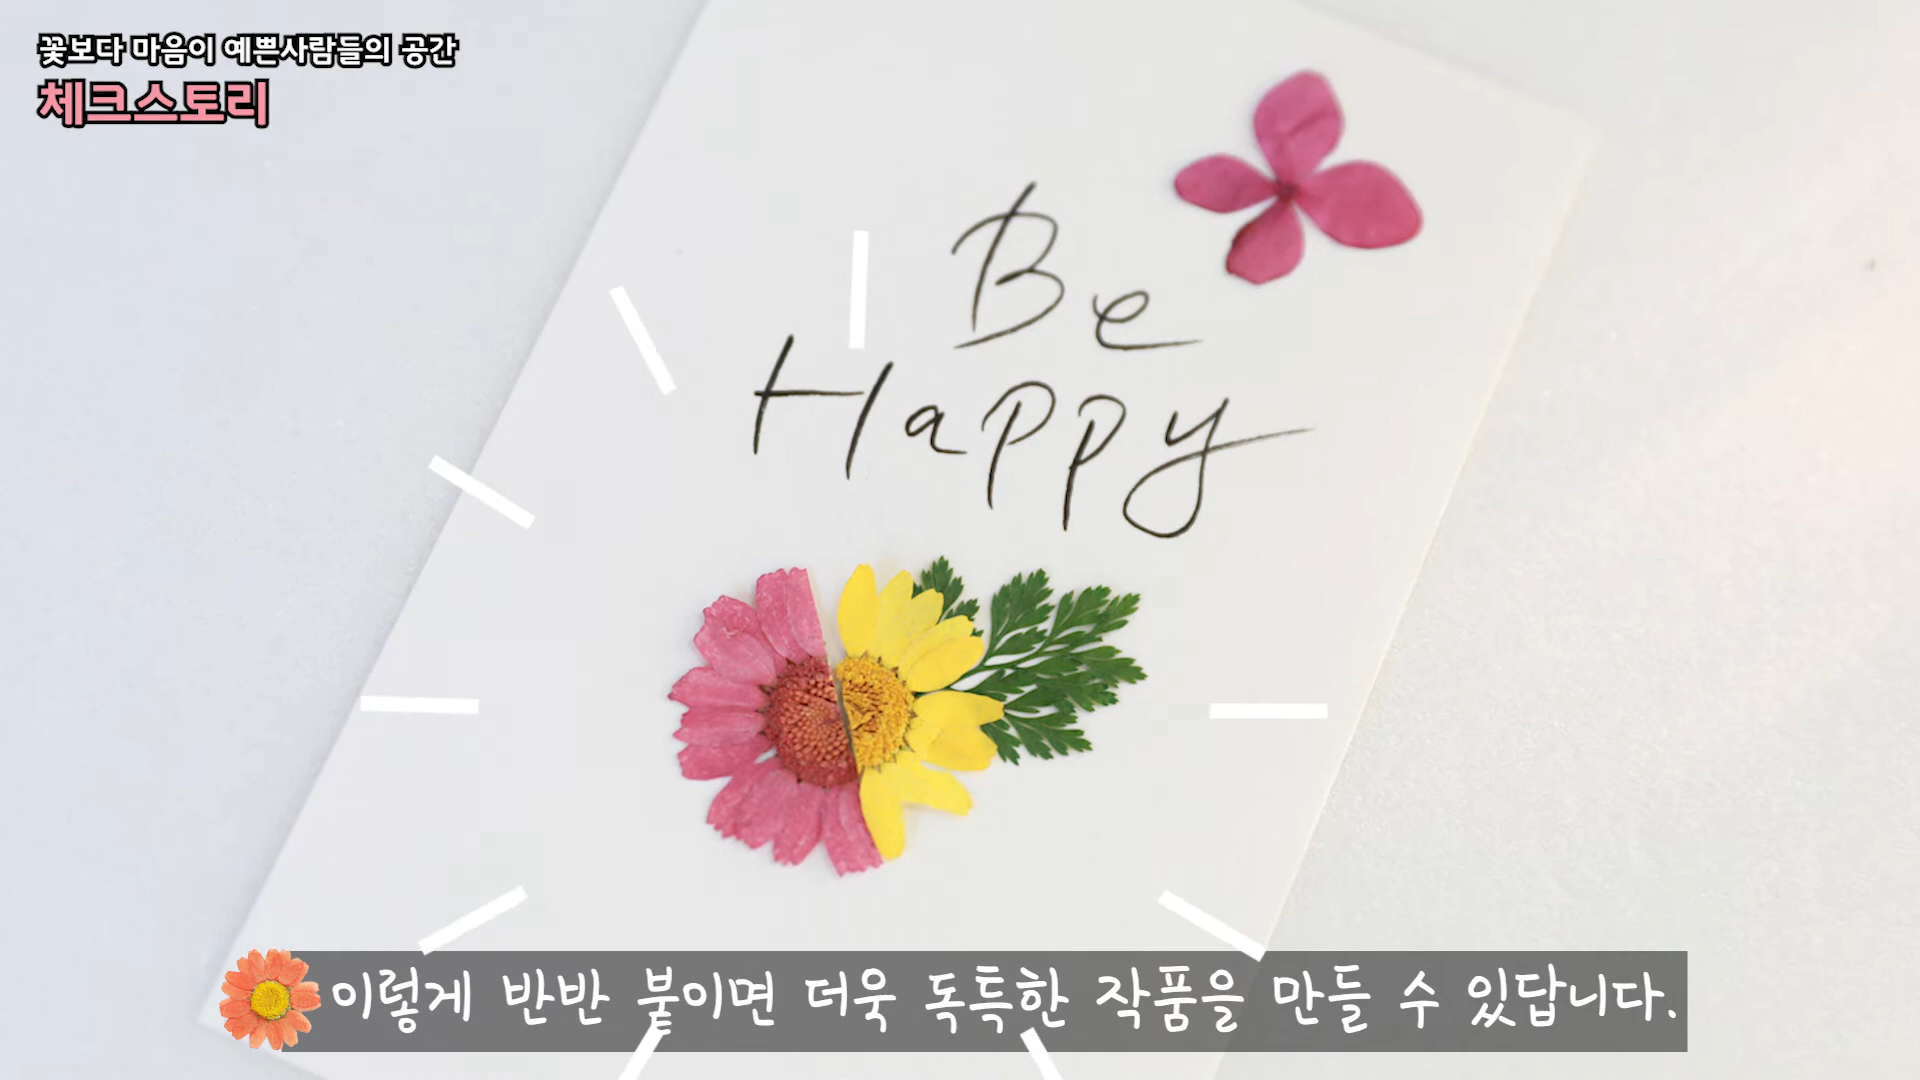 꽃보다 마음이 예쁜사람들의 공간
체크스토리
Be
Happy
이렇게 반반 붙이면 더욱 독특한 작품을 만들 수 있답니다.